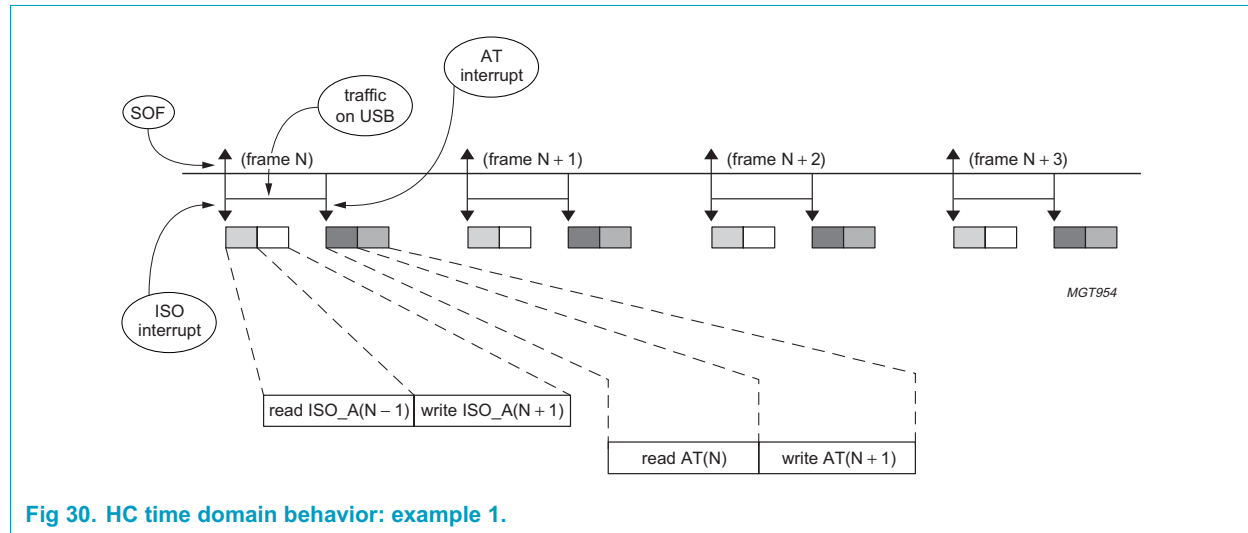 AT
interrupt
traffic
on USB
SOF
(frame N)
(frame N + 1)
(frame N + 2)
(frame N + 3)
MGT954
ISO
interrupt
read ISO_A(N – 1)
write ISO_A(N + 1)
read AT(N)
write AT(N + 1)
Fig 30. HC time domain behavior: example 1.